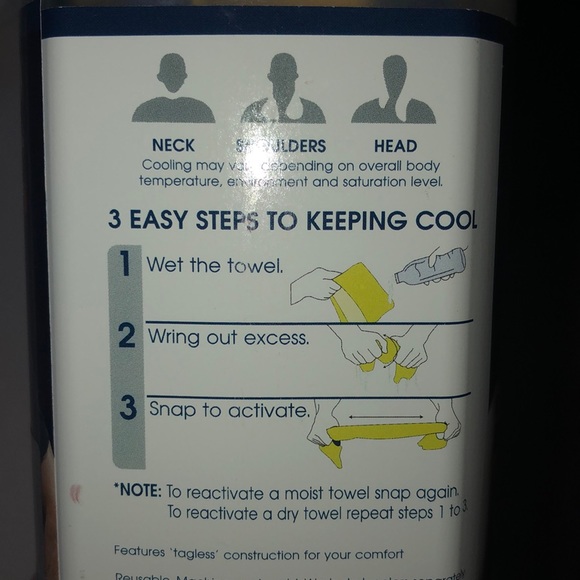 NECK SHOULDERS HEAD
Cooling may vary depending on overall body
temperature, environment and saturation level.
3 EASY STEPS TO KEEPING COOL
1 Wet the towel.
2 Wring out excess.
3 Snap to activate.
*NOTE: To reactivate a moist towel snap again.
To reactivate a dry towel repeat steps 1 to 3.
Features 'tagless' construction for your comfort
Reusable